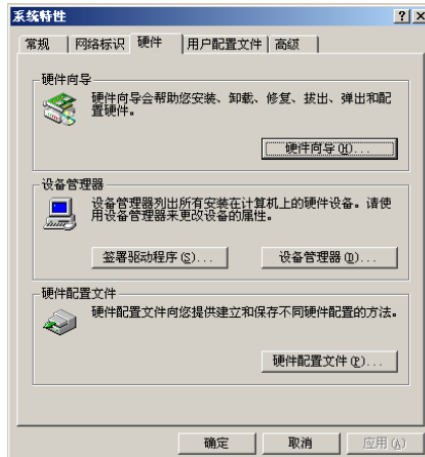 系统特性
常规 网络标识 硬件 用户配置文件 高级
硬件向导
硬件向导会帮助您安装、卸载、修复、拔出、弹出和配
置硬件。
硬件向导(H)...
设备管理器
设备管理器列出所有安装在计算机上的硬件设备。请使
用设备管理器来更改设备的属性。
签署驱动程序(S)... 设备管理器(D)...
硬件配置文件
硬件配置文件向您提供建立和保存不同硬件配置的方法。
硬件配置文件(P)...
确定 取消 应用(A)